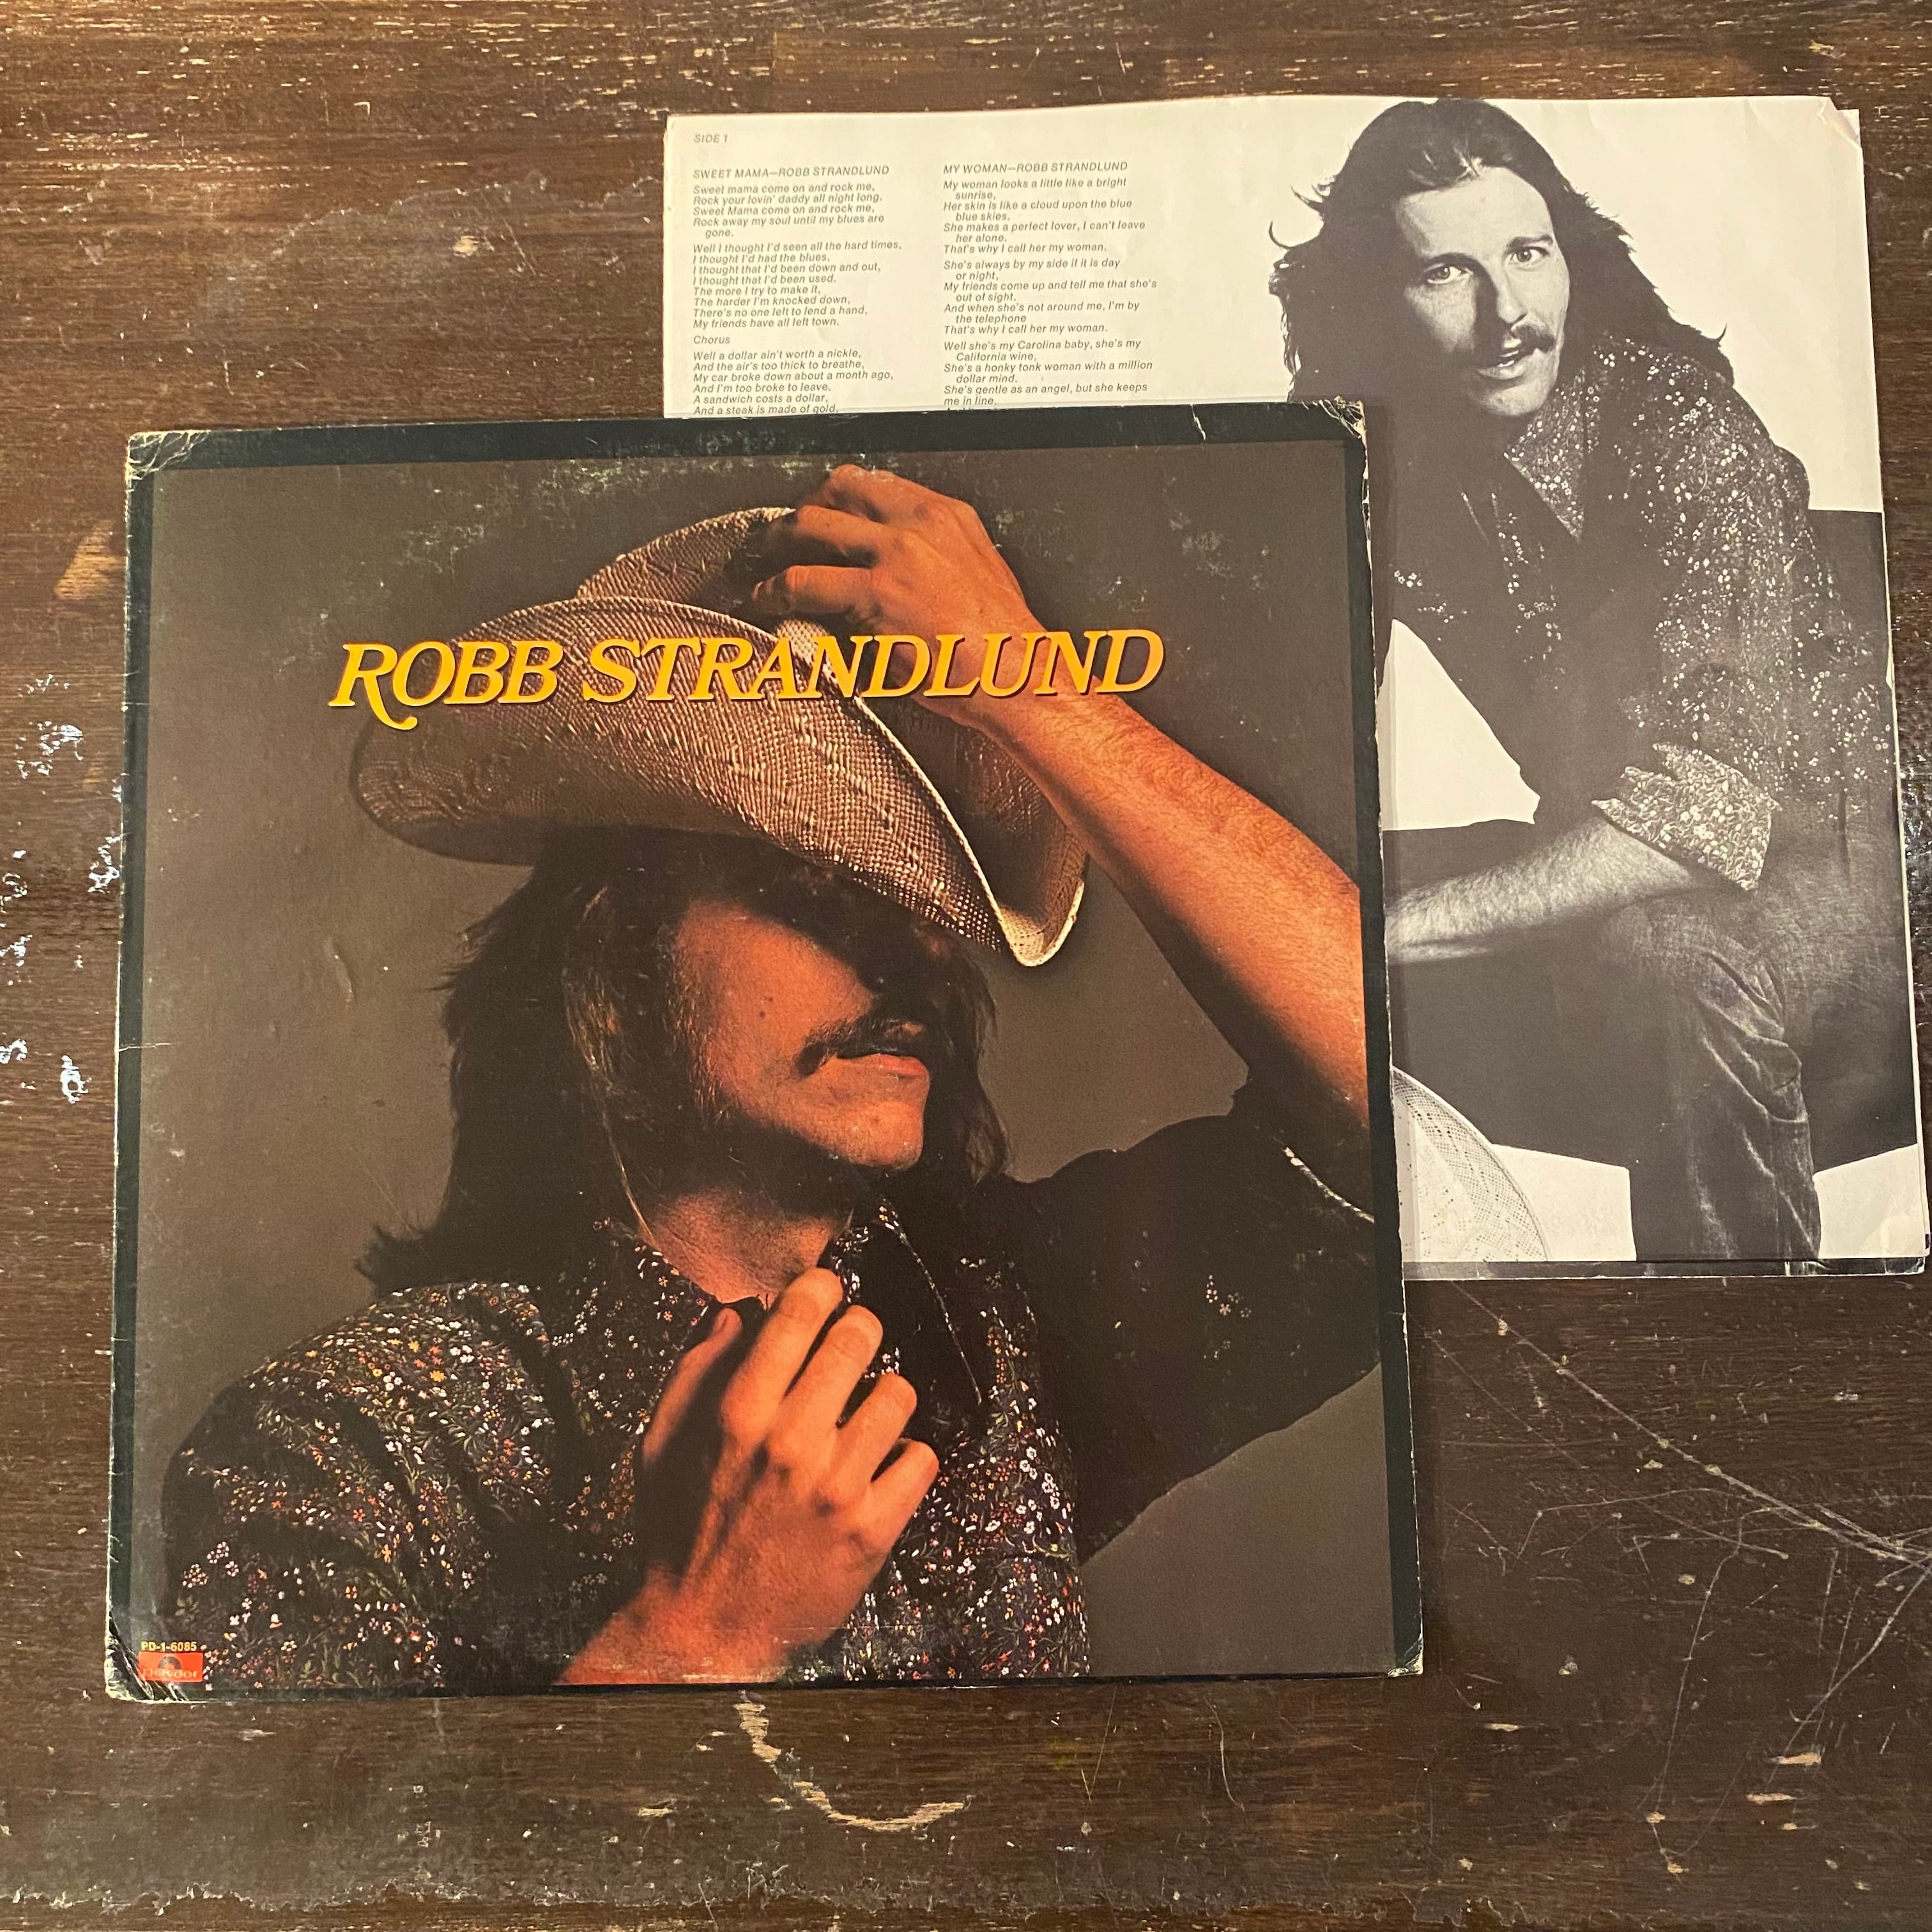 SIDE 1
SWEET MAMA—ROBB STRANDLUND
Sweet mama come on and rock me,
Rock your lovin' daddy all night long.
Sweet Mama come on and rock me,
Rock away my soul until my blues are
gone.
Well I thought I'd seen all the hard times,
I thought I'd had the blues.
I thought that I'd been down and out,
I thought that I'd been used.
The more I try to make it,
The harder I'm knocked down,
There's no one left to lend a hand,
My friends have all left town.
Chorus
Well a dollar ain't worth a nickle,
And the air's too thick to breathe,
My car broke down about a month ago,
And I'm too broke to leave.
A sandwich costs a dollar,
And a steak is made of gold,
MY WOMAN—ROBB STRANDLUND
My woman looks a little like a bright
sunrise,
Her skin is like a cloud upon the blue
blue skies.
She makes a perfect lover, I can't leave
her alone.
That's why I call her my woman.
She's always by my side if it is day
or night,
My friends come up and tell me that she's
out of sight.
And when she's not around me, I'm by
the telephone
That's why I call her my woman.
Well she's my Carolina baby, she's my
California wine,
She's a honky tonk woman with a million
dollar mind.
She's gentle as an angel, but she keeps
me in line,
ROBB STRANDLUND
PD-1-6085
polydor